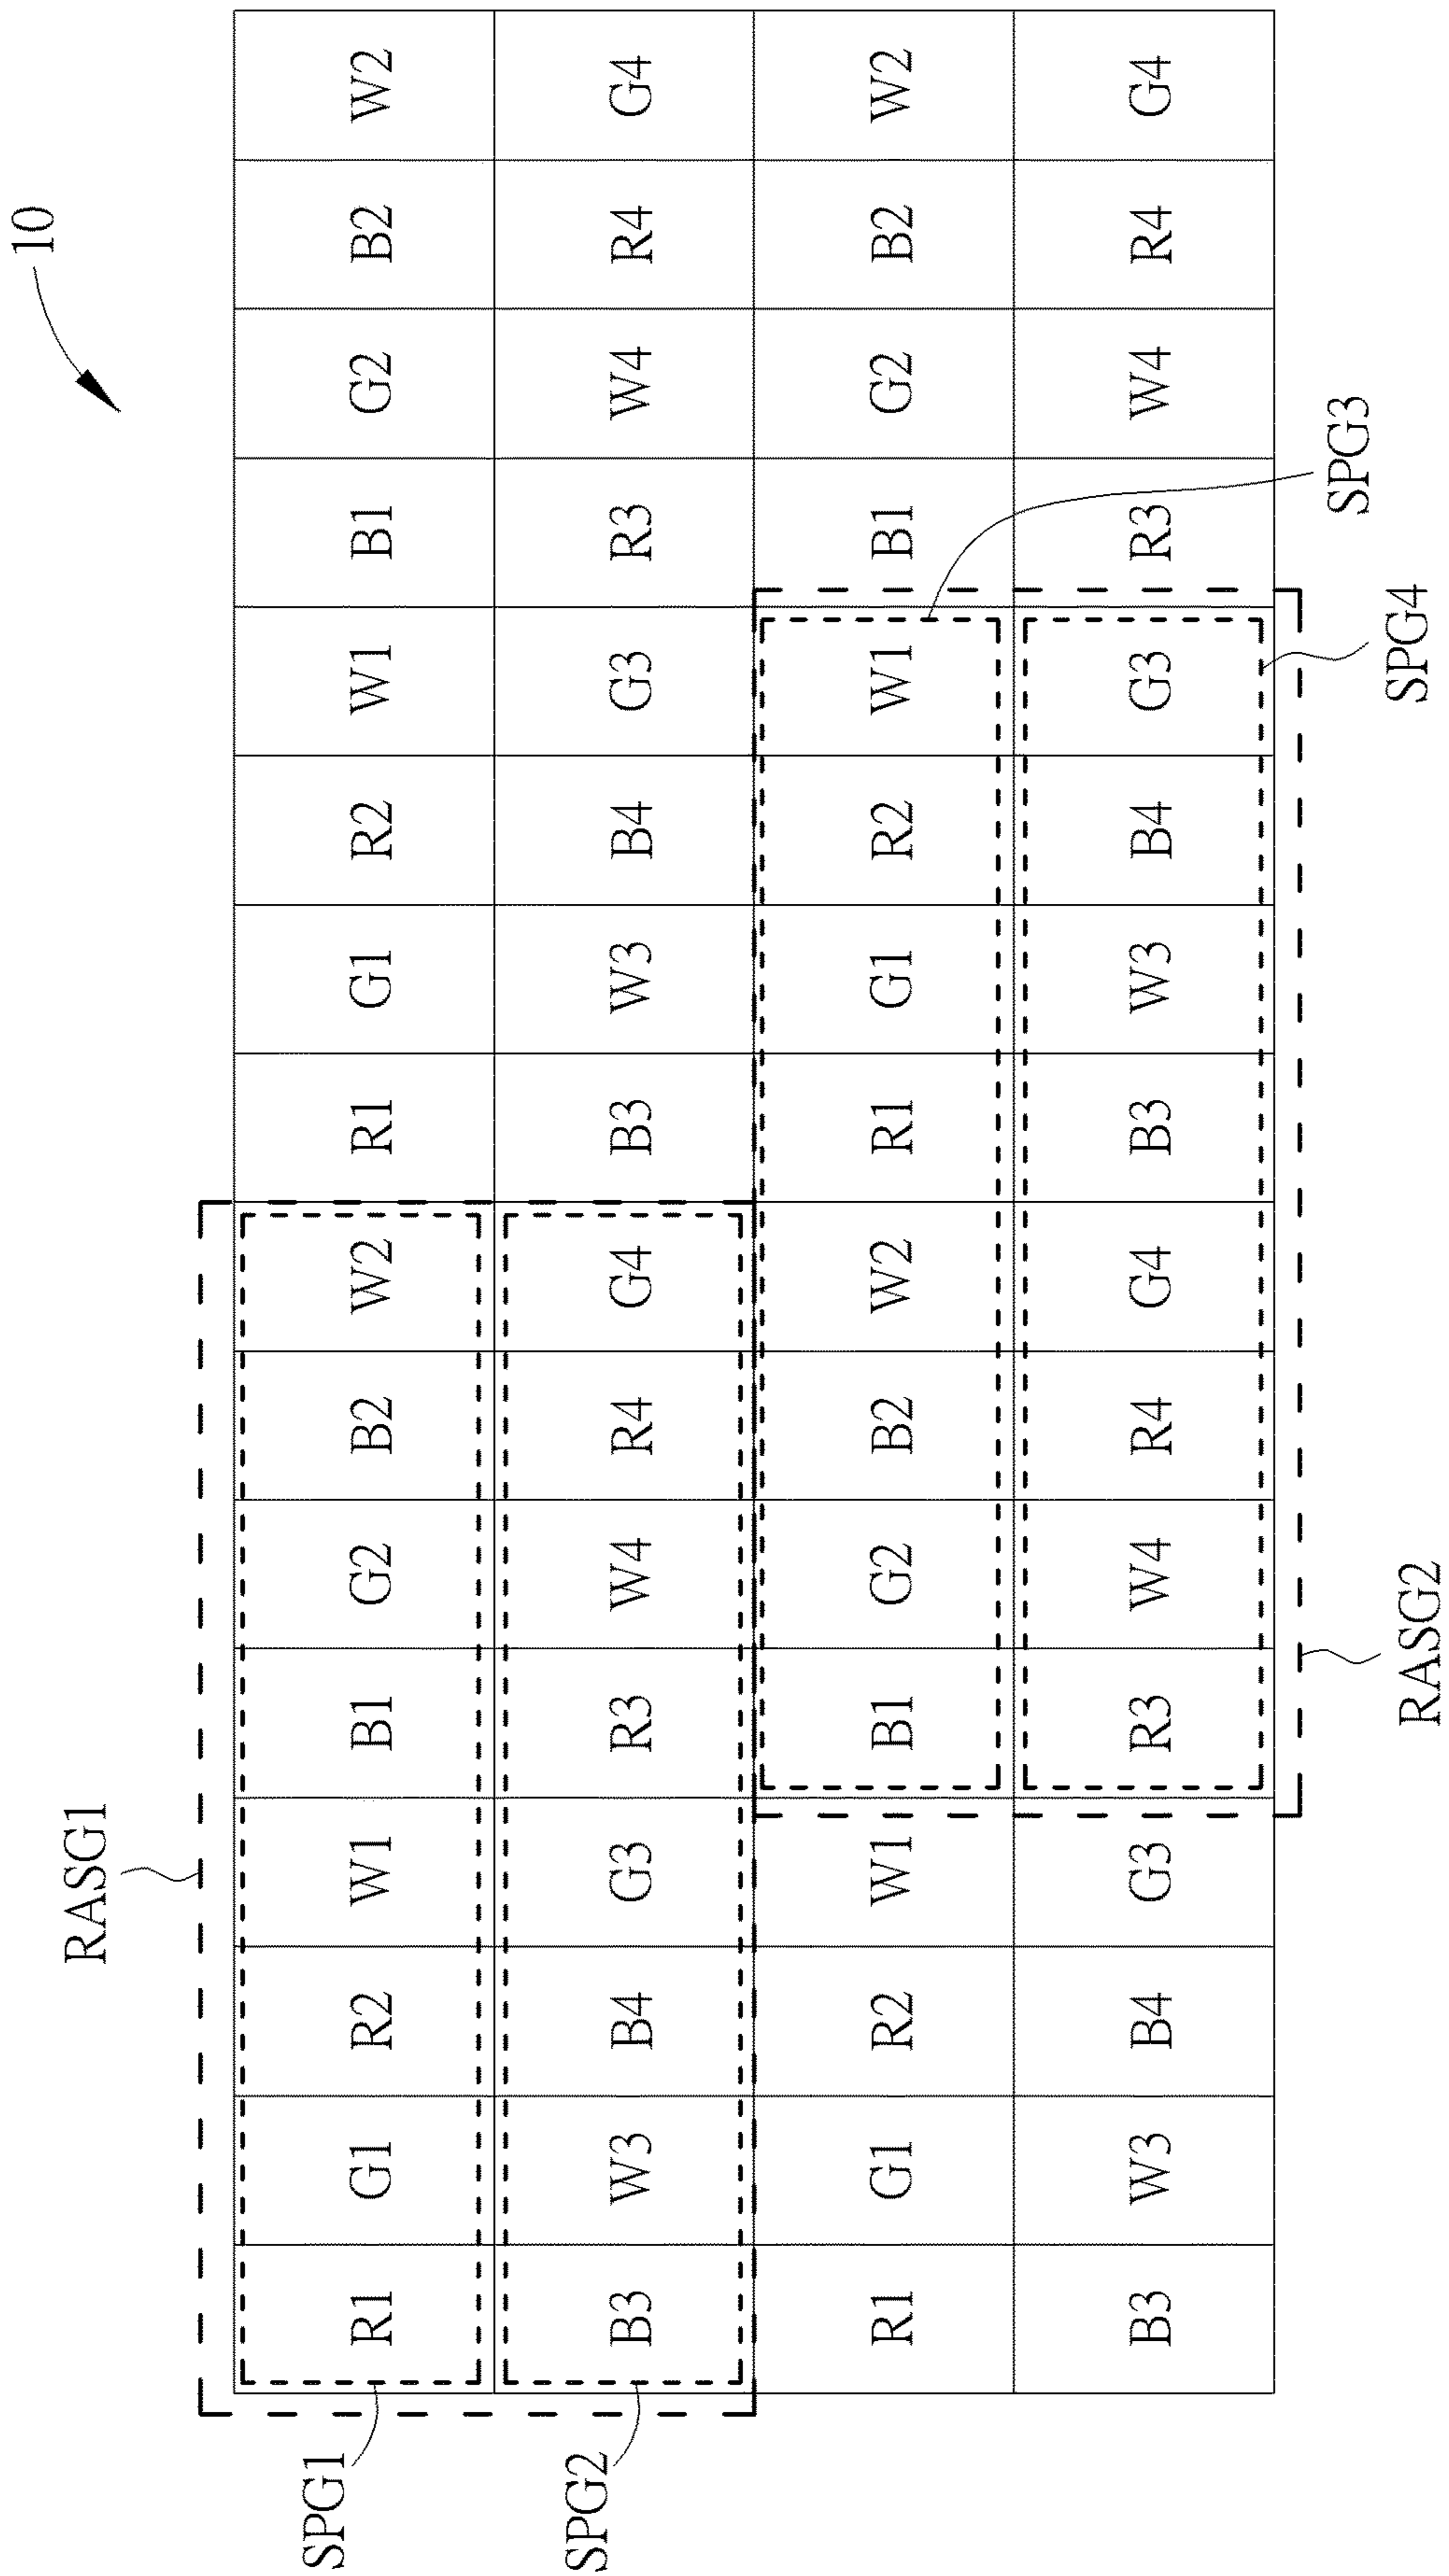 10
RASG1
SPG1 R1 G1 R2 W1 B1 G2 B2 W2 R1 G1 R2 W1 B1 G2 B2 W2
SPG2 B3 W3 B4 G3 R3 W4 R4 G4 B3 W3 B4 G3 R3 W4 R4 G4
R1 G1 R2 W1 B1 G2 B2 W2 R1 G1 R2 W1 B1 G2 B2 W2
B3 W3 B4 G3 R3 W4 R4 G4 B3 W3 B4 G3 R3 W4 R4 G4
SPG3
RASG2 SPG4